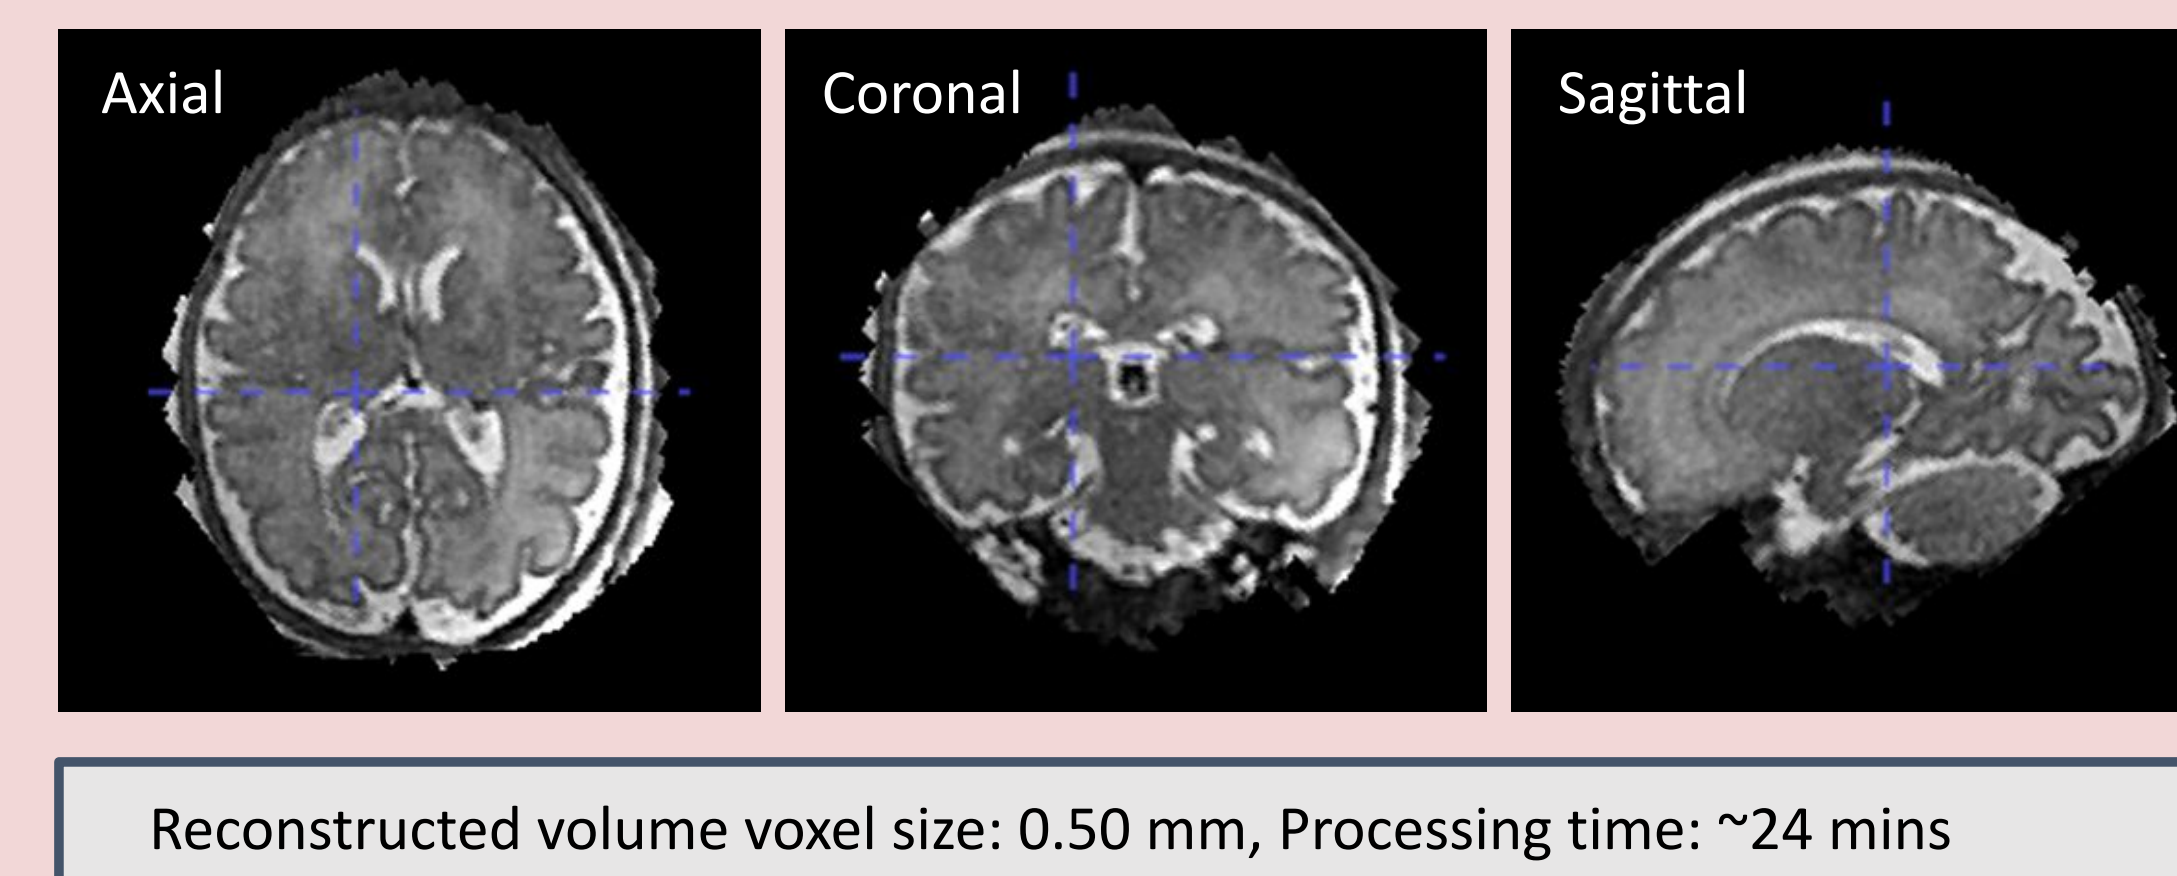 Axial
Coronal
Sagittal
Reconstructed volume voxel size: 0.50 mm, Processing time: ~24 mins